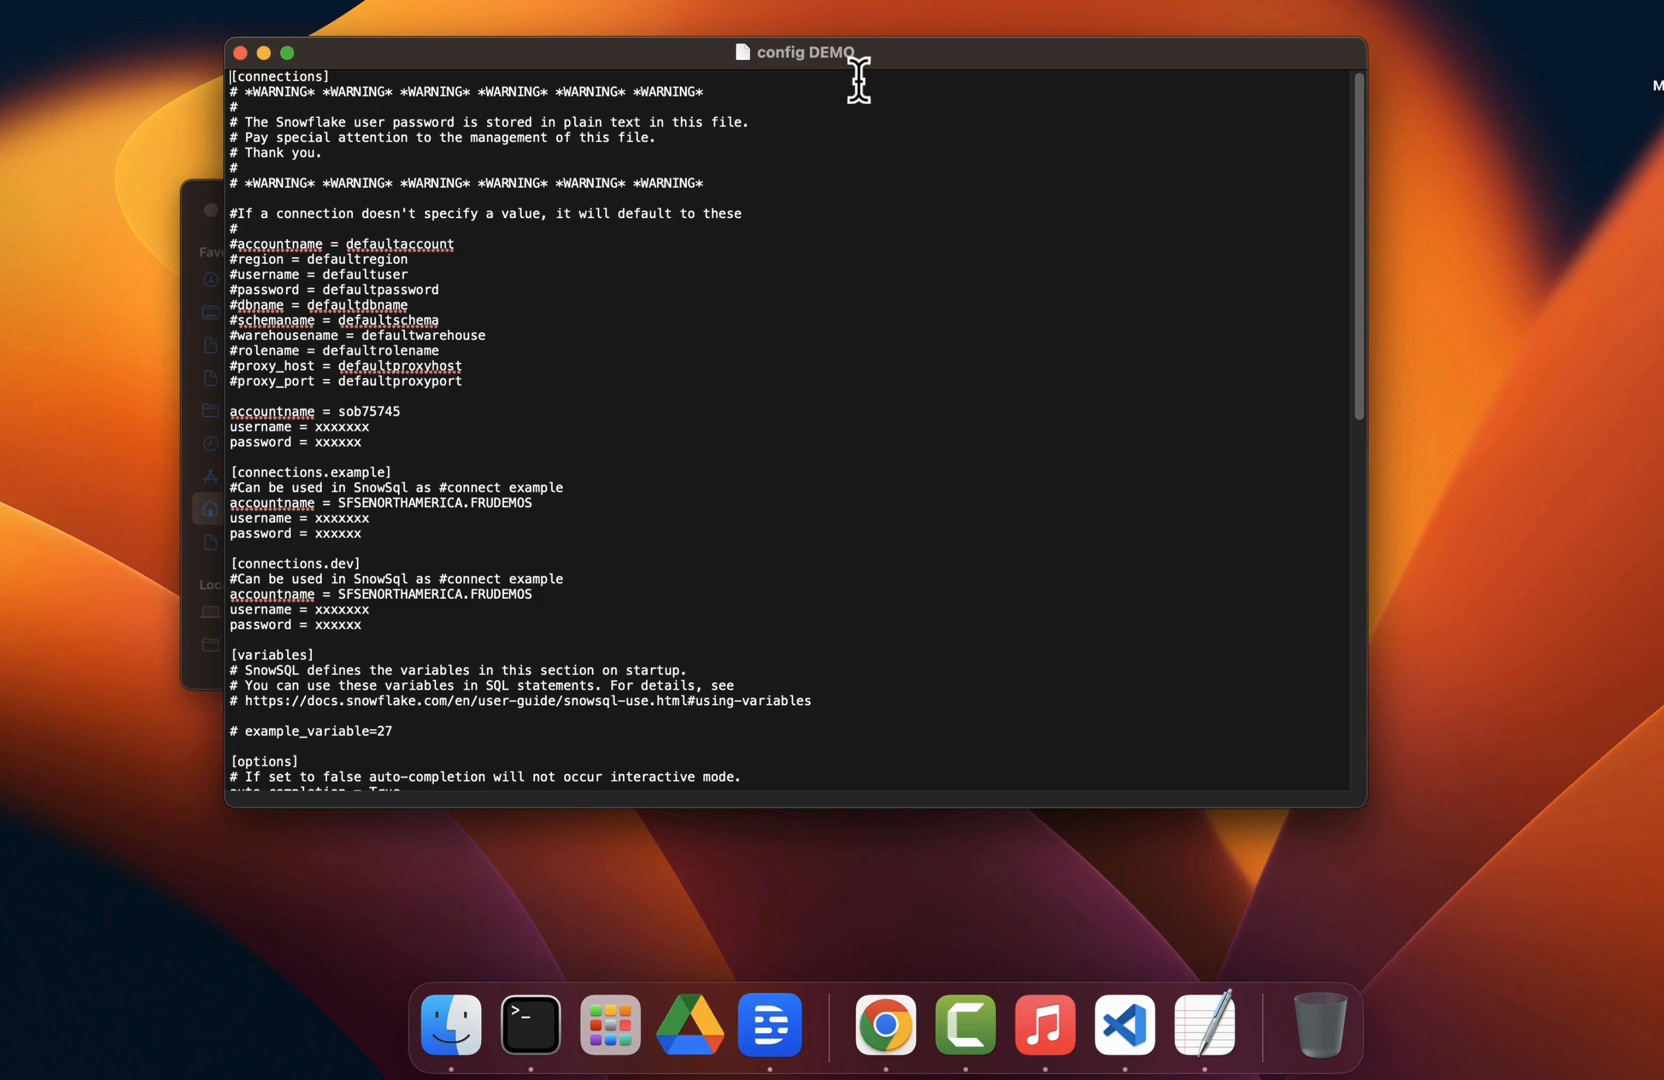 config DEMO
[connections]
# *WARNING* *WARNING* *WARNING* *WARNING* *WARNING* *WARNING*
#
# The Snowflake user password is stored in plain text in this file.
# Pay special attention to the management of this file.
# Thank you.
#
# *WARNING* *WARNING* *WARNING* *WARNING* *WARNING* *WARNING*
#If a connection doesn't specify a value, it will default to these
#
#accountname = defaultaccount
#region = defaultregion
#username = defaultuser
#password = defaultpassword
#dbname = defaultdbname
#schemaname = defaultschema
#warehousename = defaultwarehouse
#rolename = defaultrolename
#proxy_host = defaultproxyhost
#proxy_port = defaultproxyport
accountname = sob75745
username = xxxxxxx
password = xxxxxx
[connections.example]
#Can be used in SnowSql as #connect example
accountname = SFSENORTHAMERICA.FRUDEMOS
username = xxxxxxx
password = xxxxxx
[connections.dev]
#Can be used in SnowSql as #connect example
accountname = SFSENORTHAMERICA.FRUDEMOS
username = xxxxxxx
password = xxxxxx
[variables]
# SnowSQL defines the variables in this section on startup.
# You can use these variables in SQL statements. For details, see
# https://docs.snowflake.com/en/user-guide/snowsql-use.html#using-variables
# example_variable=27
[options]
# If set to false auto-completion will not occur interactive mode.
auto_completion = True
Fav
Loc
M
>_